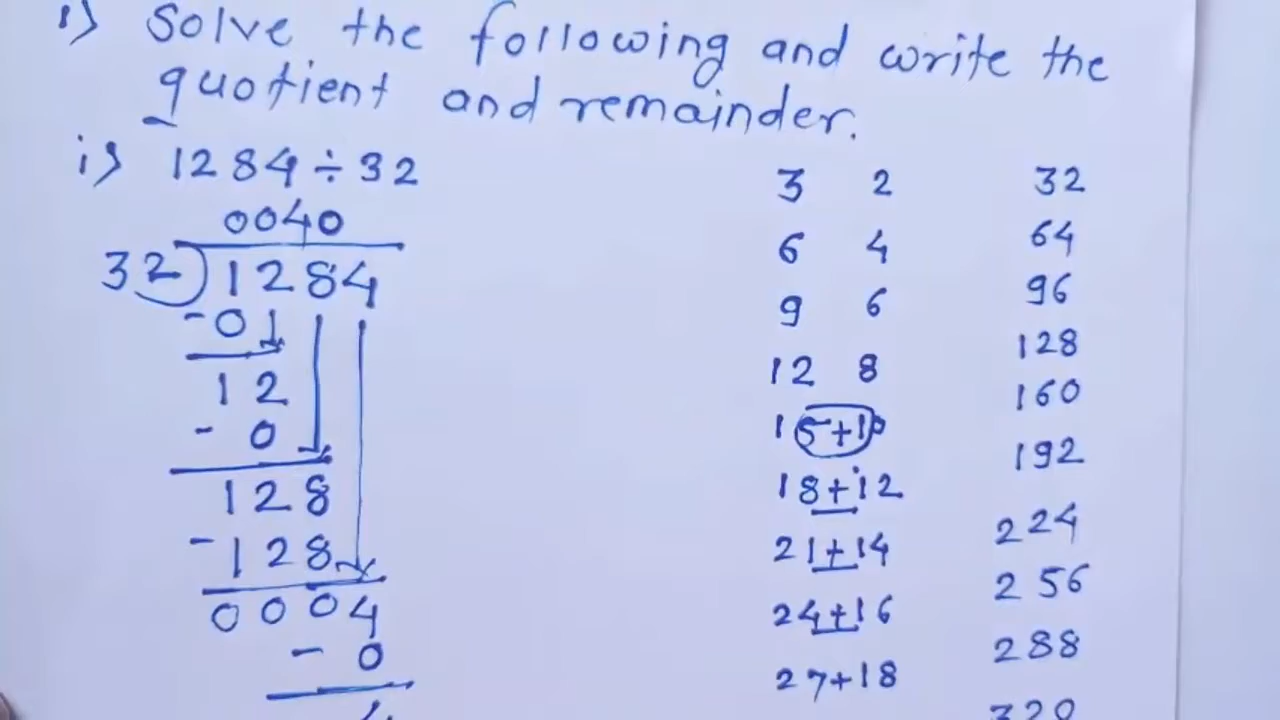 1) Solve the following and write the
quotient and remainder.
i) 1284 ÷ 32
0040
32)1284
-01
12
- 0
128
-128
0004
- 0
3 2 32
6 4 64
9 6 96
12 8 128
15+10 160
18+12 192
21+14 224
24+16 256
27+18 288
320